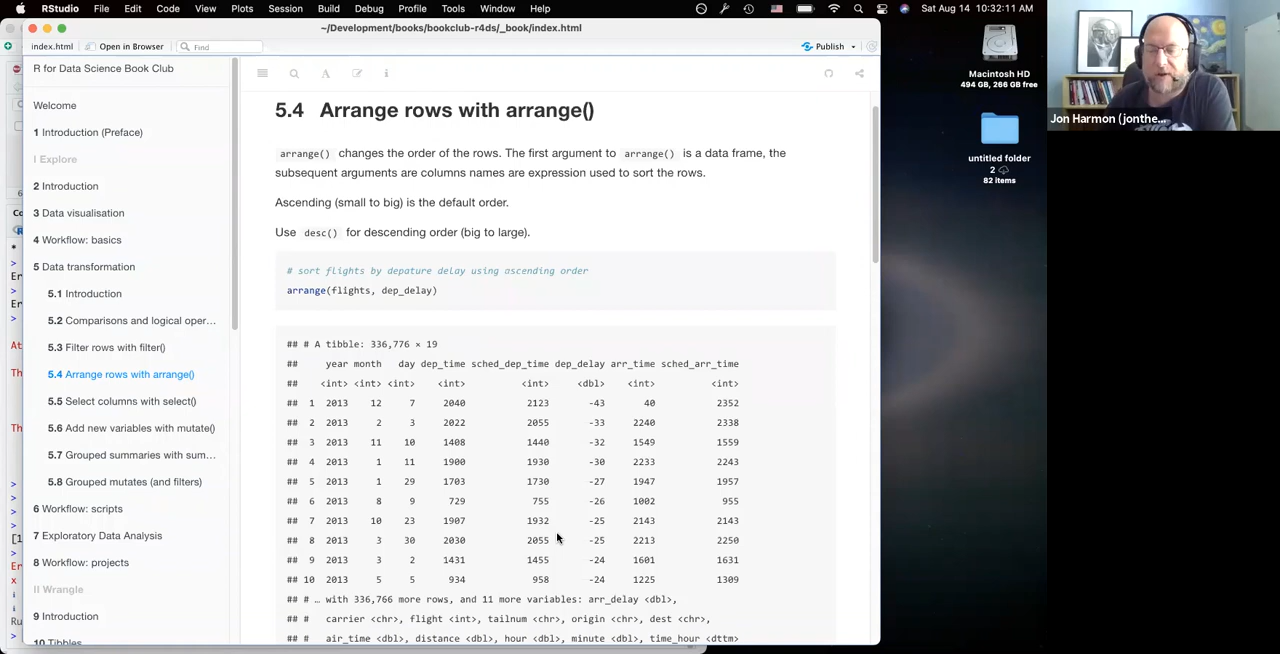 RStudio File Edit Code View Plots Session Build Debug Profile Tools Window Help Sat Aug 14 10:32:11 AM
~/Development/books/bookclub-r4ds/_book/index.html
index.html Open in Browser Find Publish
R for Data Science Book Club
Welcome
1 Introduction (Preface)
I Explore
2 Introduction
3 Data visualisation
4 Workflow: basics
5 Data transformation
5.1 Introduction
5.2 Comparisons and logical oper...
5.3 Filter rows with filter()
5.4 Arrange rows with arrange()
5.5 Select columns with select()
5.6 Add new variables with mutate()
5.7 Grouped summaries with sum...
5.8 Grouped mutates (and filters)
6 Workflow: scripts
7 Exploratory Data Analysis
8 Workflow: projects
II Wrangle
9 Introduction
10 Tibbles
5.4 Arrange rows with arrange()
arrange() changes the order of the rows. The first argument to arrange() is a data frame, the
subsequent arguments are columns names are expression used to sort the rows.
Ascending (small to big) is the default order.
Use desc() for descending order (big to large).
# sort flights by depature delay using ascending order
arrange(flights, dep_delay)
## # A tibble: 336,776 × 19
## year month day dep_time sched_dep_time dep_delay arr_time sched_arr_time
## <int> <int> <int> <int> <int> <dbl> <int> <int>
## 1 2013 12 7 2040 2123 -43 40 2352
## 2 2013 2 3 2022 2055 -33 2240 2338
## 3 2013 11 10 1408 1440 -32 1549 1559
## 4 2013 1 11 1900 1930 -30 2233 2243
## 5 2013 1 29 1703 1730 -27 1947 1957
## 6 2013 8 9 729 755 -26 1002 955
## 7 2013 10 23 1907 1932 -25 2143 2143
## 8 2013 3 30 2030 2055 -25 2213 2250
## 9 2013 3 2 1431 1455 -24 1601 1631
## 10 2013 5 5 934 958 -24 1225 1309
## # … with 336,766 more rows, and 11 more variables: arr_delay <dbl>,
## # carrier <chr>, flight <int>, tailnum <chr>, origin <chr>, dest <chr>,
## # air_time <dbl>, distance <dbl>, hour <dbl>, minute <dbl>, time_hour <dttm>
Macintosh HD
494 GB, 266 GB free
untitled folder
2
82 items
Jon Harmon (jonthe...